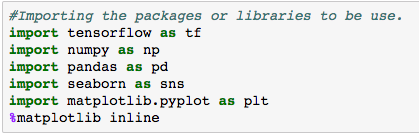 #Importing the packages or libraries to be use.
import tensorflow as tf
import numpy as np
import pandas as pd
import seaborn as sns
import matplotlib.pyplot as plt
%matplotlib inline